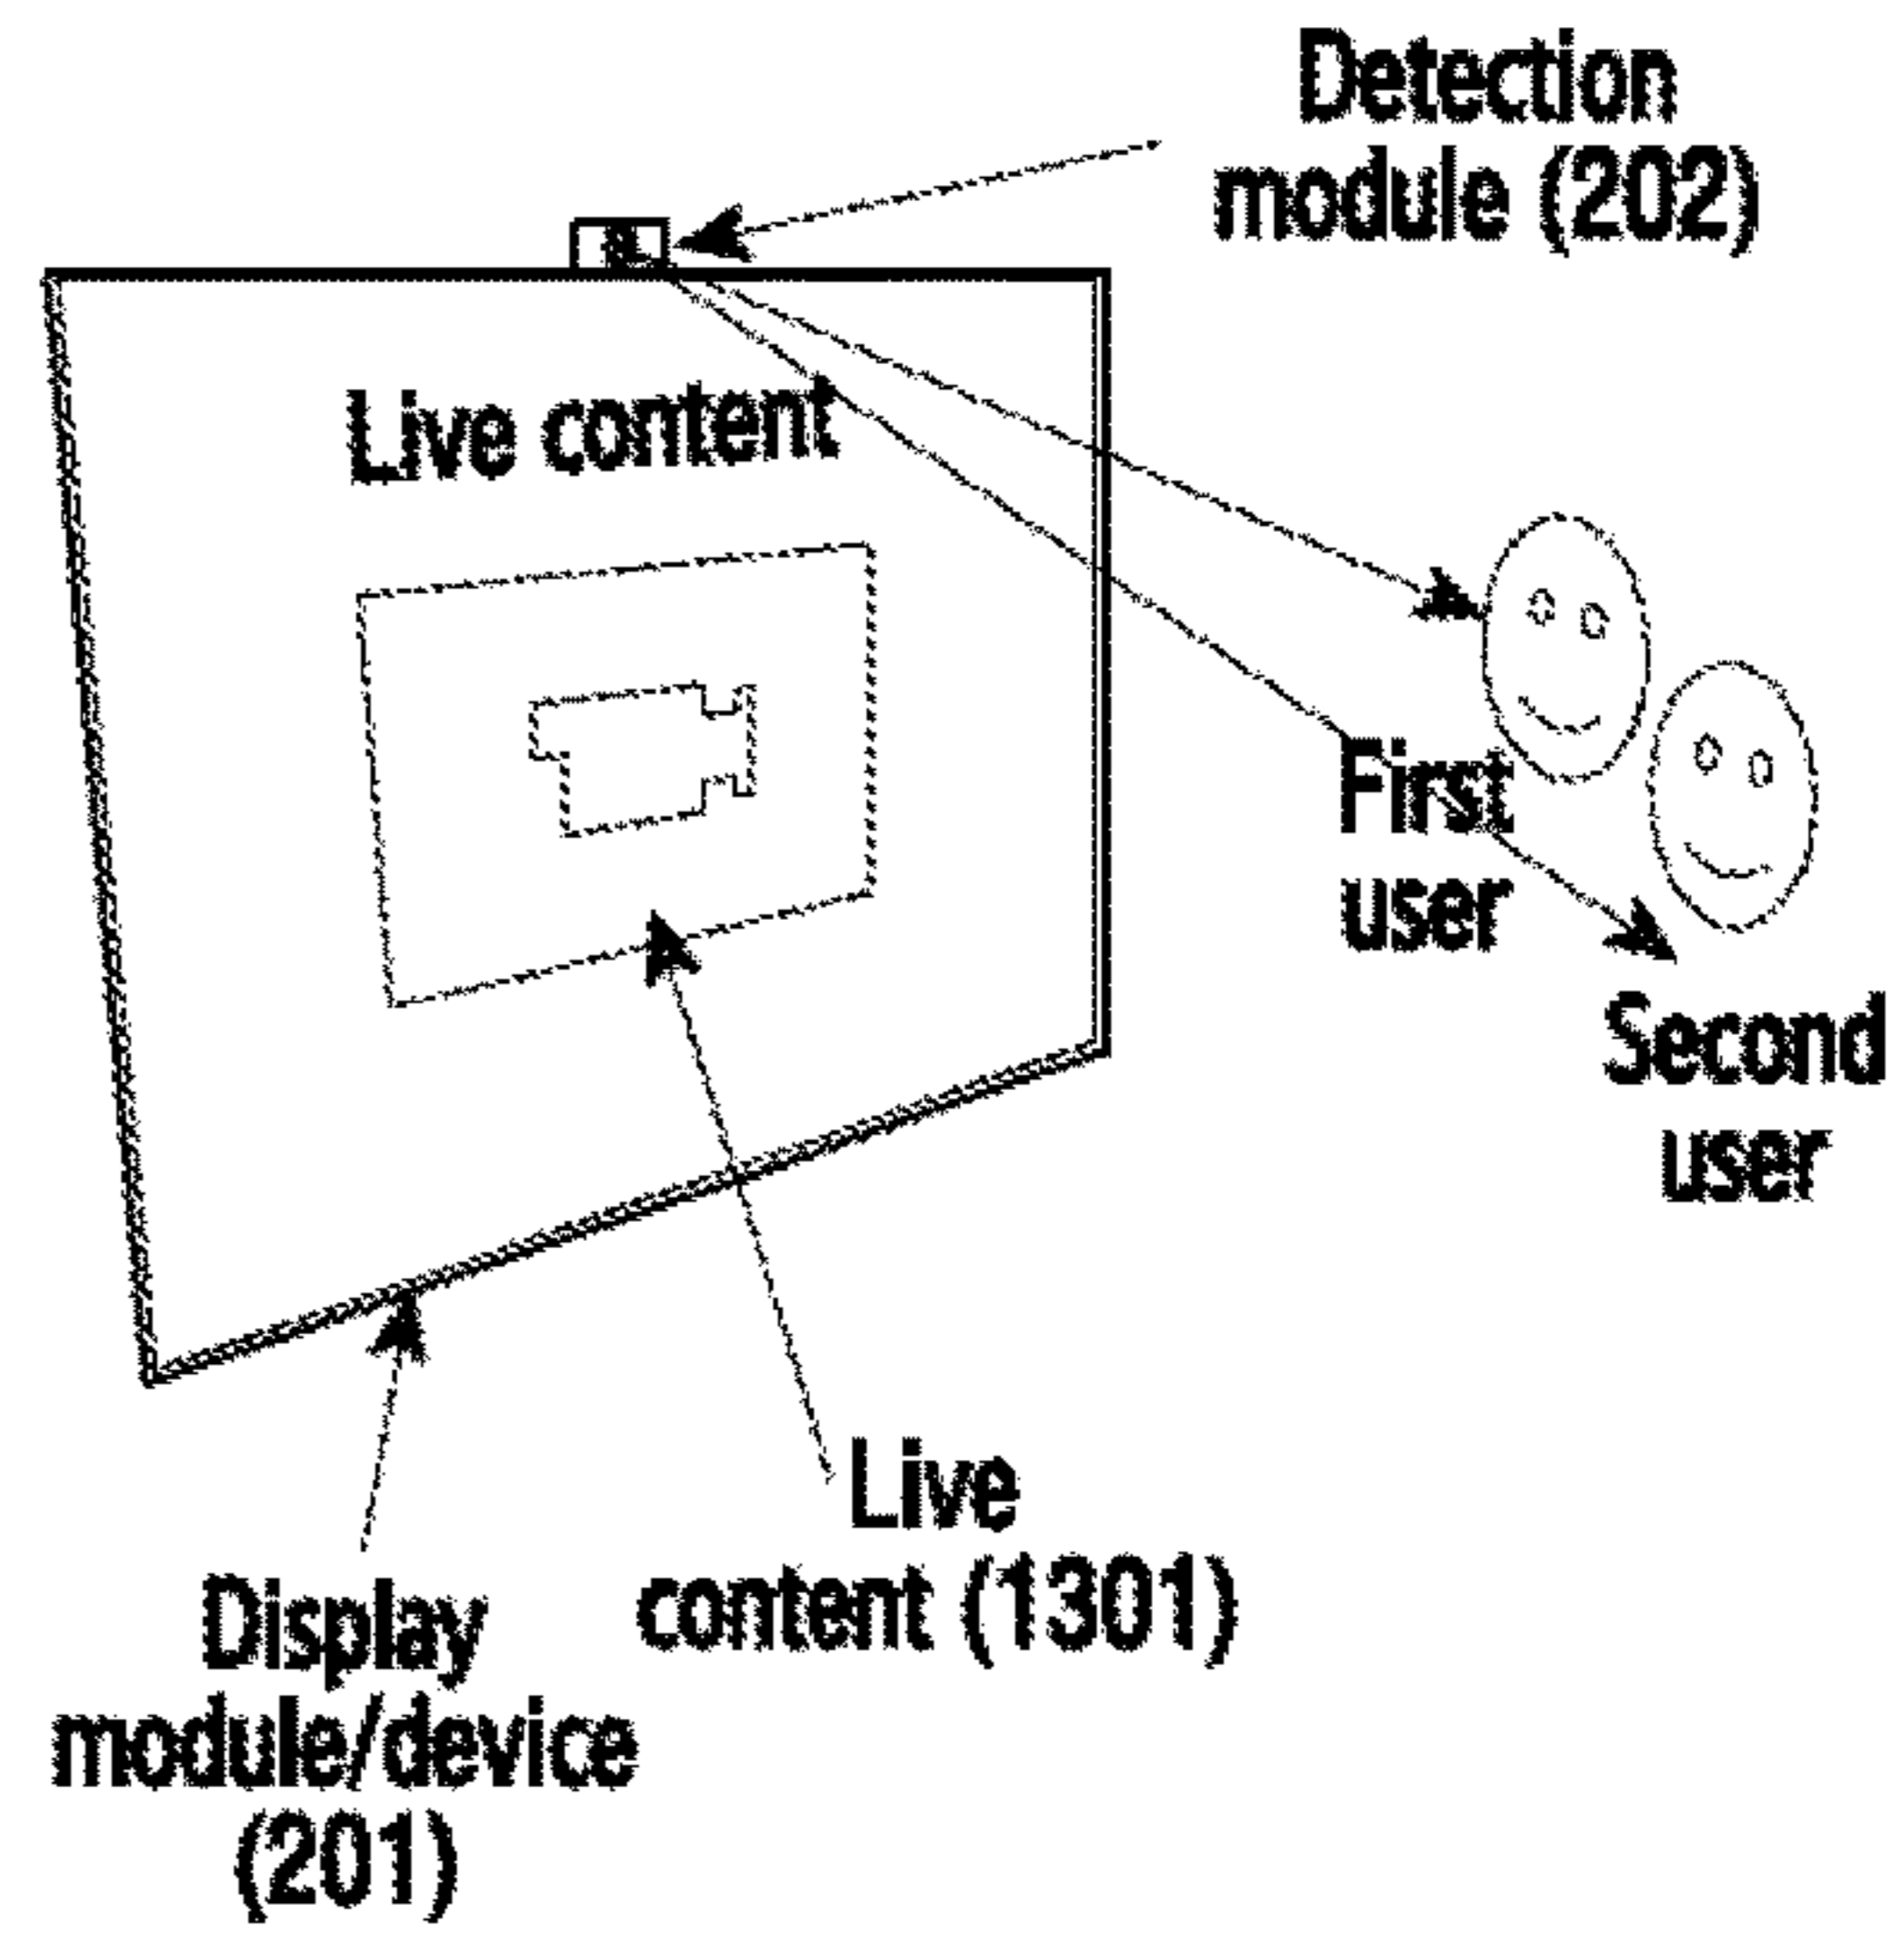 Detection
module (202)
Live content
First
user
Second
user
Live
content (1301)
Display
module/device
(201)